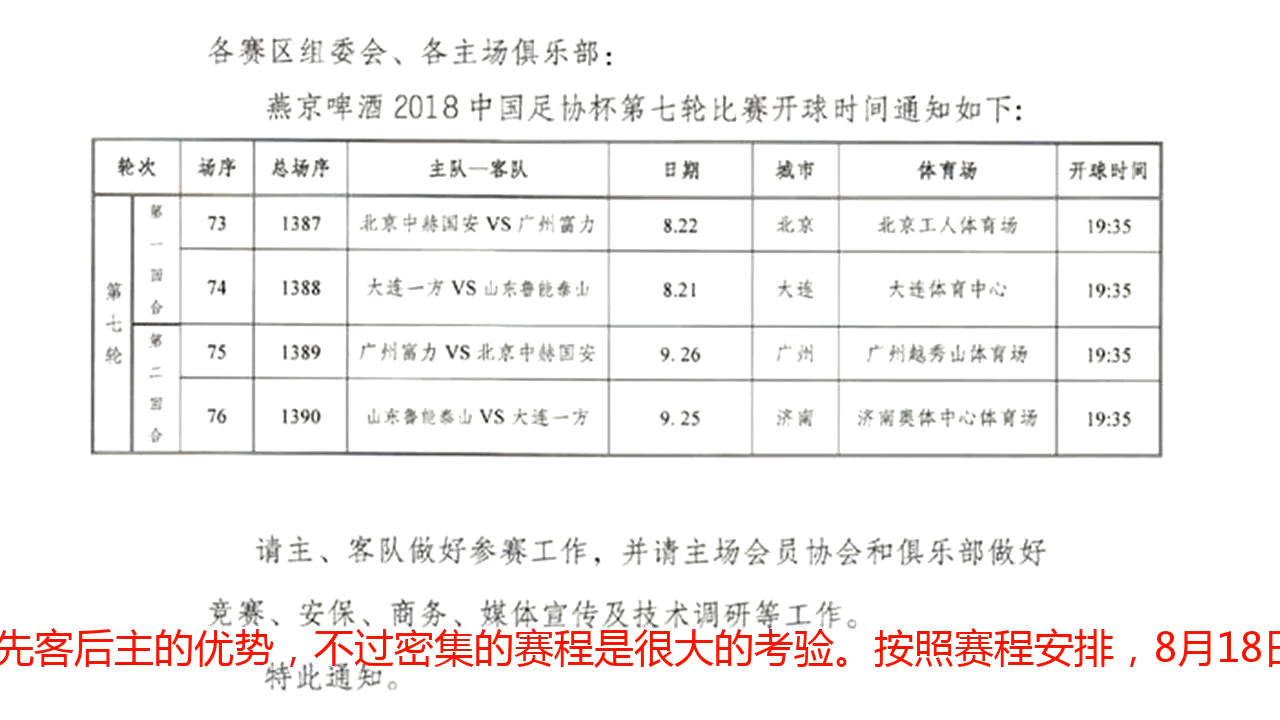 各赛区组委会、各主场俱乐部：
燕京啤酒2018中国足协杯第七轮比赛开球时间通知如下：
轮次 场序 总场序 主队—客队 日期 城市 体育场 开球时间
第七轮
第一回合
73 1387 北京中赫国安 VS 广州富力 8.22 北京 北京工人体育场 19:35
74 1388 大连一方 VS 山东鲁能泰山 8.21 大连 大连体育中心 19:35
第二回合
75 1389 广州富力 VS 北京中赫国安 9.26 广州 广州越秀山体育场 19:35
76 1390 山东鲁能泰山 VS 大连一方 9.25 济南 济南奥体中心体育场 19:35
请主、客队做好参赛工作，并请主场会员协会和俱乐部做好
竞赛、安保、商务、媒体宣传及技术调研等工作。
先客后主的优势，不过密集的赛程是很大的考验。按照赛程安排，8月18日
特此通知。